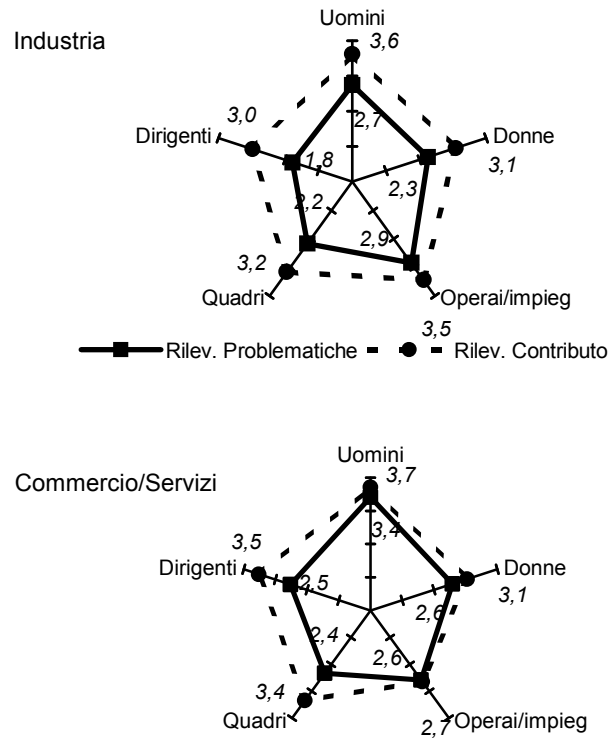 Uomini
Industria
3,6
3,0
Dirigenti
2,7
Donne
1,8
3,1
2,3
2,2
2,9
3,2
Quadri
Operai/impieg
3,5
Rilev. Problematiche
Rilev. Contributo
Uomini
Commercio/Servizi
3,7
3,4
3,5
Dirigenti
Donne
2,5
3,1
2,6
2,4
2,6
3,4
Quadri
2,7
Operai/impieg